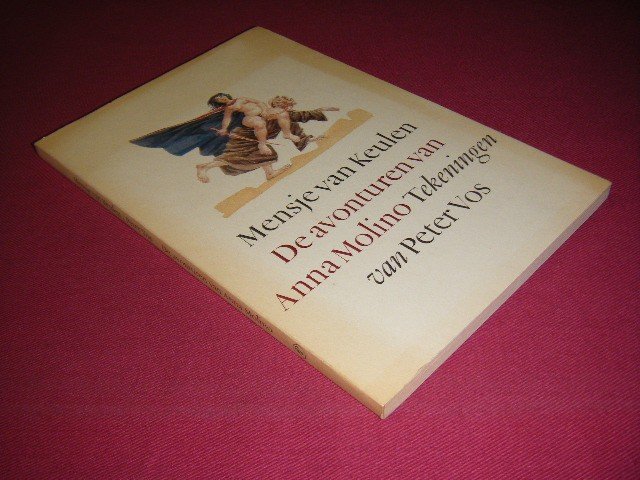 Mensje van Keulen
De avonturen van
Anna Molino Tekeningen
van Peter Vos